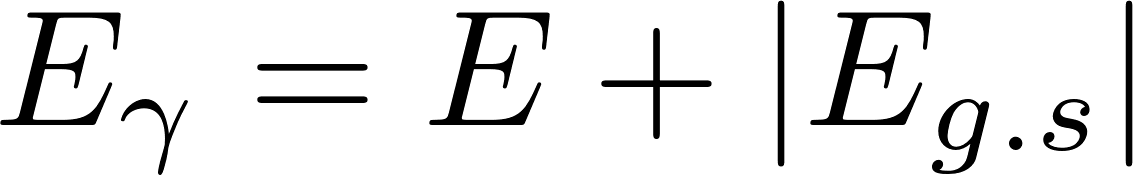 E_γ = E + |E_{g.s}|